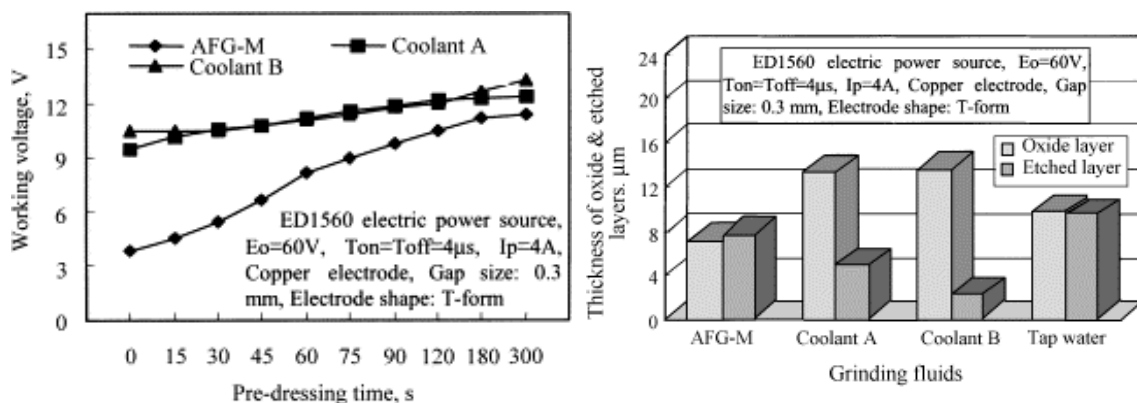 15
12
9
6
3
0
Working voltage, V
AFG-M
Coolant A
Coolant B
ED1560 electric power source,
Eo=60V, Ton=Toff=4μs, Ip=4A,
Copper electrode, Gap size: 0.3
mm, Electrode shape: T-form
0 15 30 45 60 75 90 120 180 300
Pre-dressing time, s
Thickness of oxide & etched
layers. μm
24
20
16
12
8
4
0
ED1560 electric power source, Eo=60V,
Ton=Toff=4μs, Ip=4A, Copper electrode, Gap
size: 0.3 mm, Electrode shape: T-form
Oxide layer
Etched layer
AFG-M Coolant A Coolant B Tap water
Grinding fluids